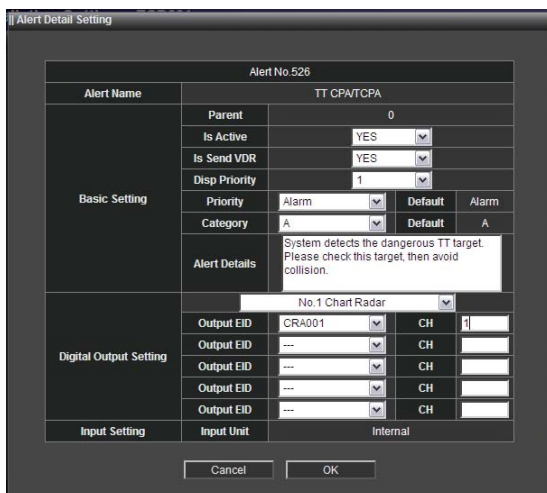 Alert Detail Setting
Alert No.526
Alert Name TT CPA/TCPA
Basic Setting
Parent 0
Is Active YES
Is Send VDR YES
Disp Priority 1
Priority Alarm Default Alarm
Category A Default A
Alert Details
System detects the dangerous TT target.
Please check this target, then avoid
collision.
Digital Output Setting
No.1 Chart Radar
Output EID CRA001 CH 1
Output EID --- CH
Output EID --- CH
Output EID --- CH
Output EID --- CH
Input Setting Input Unit Internal
Cancel OK